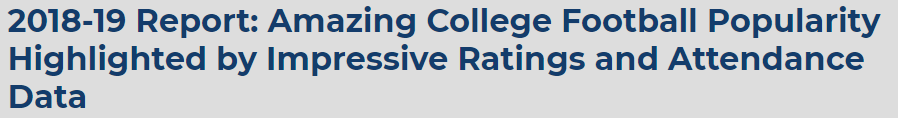 2018-19 Report: Amazing College Football Popularity
Highlighted by Impressive Ratings and Attendance
Data